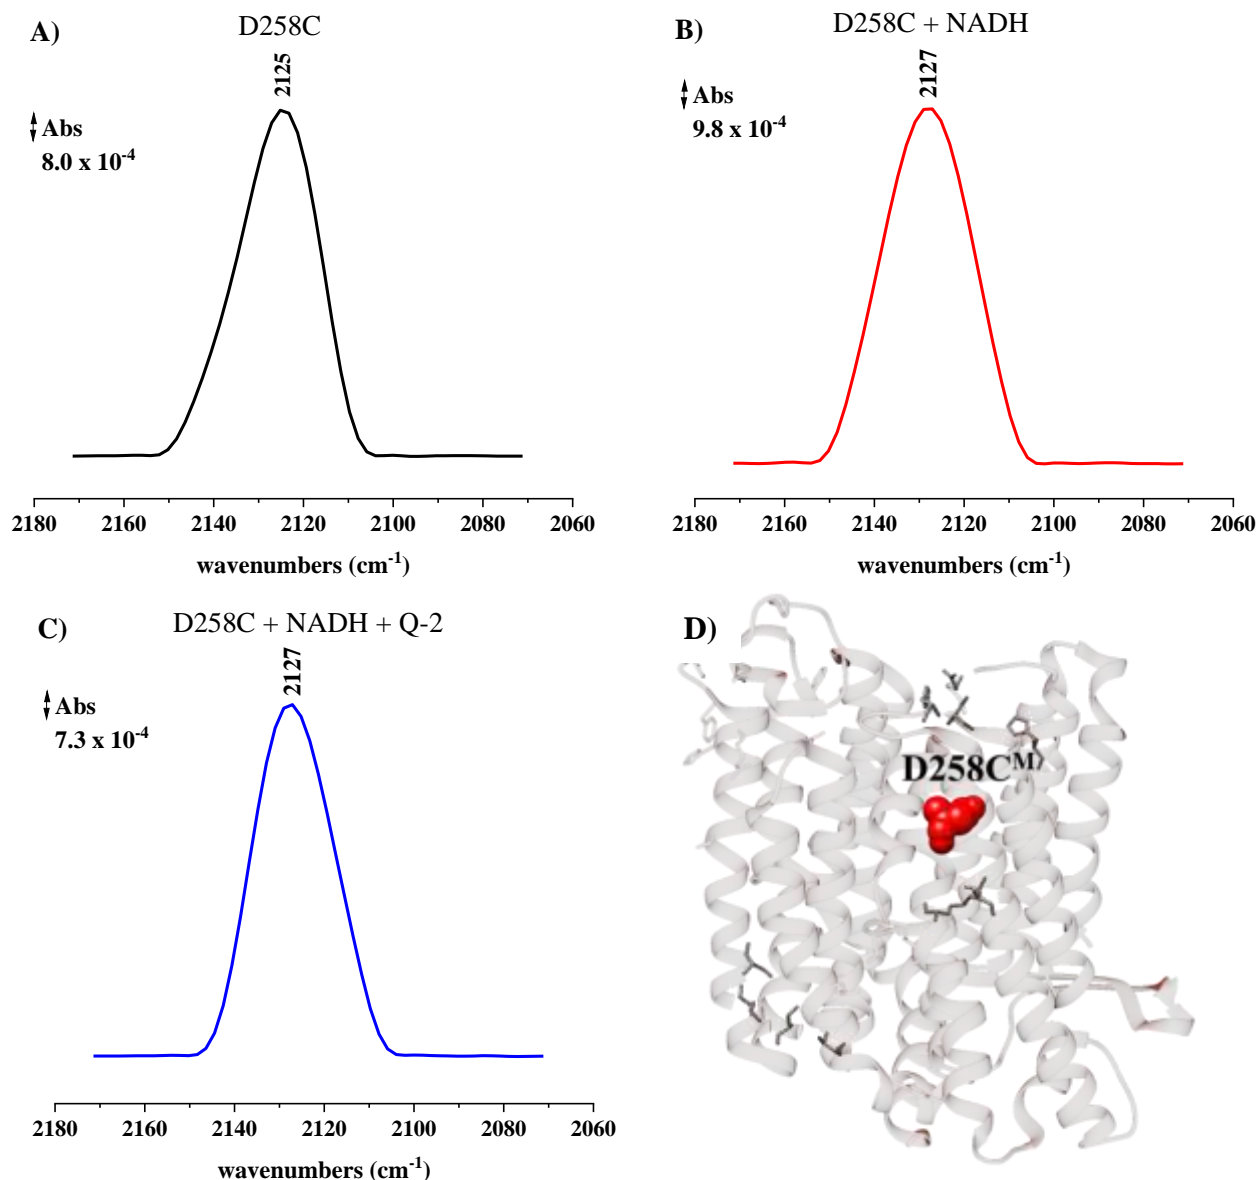 A)
D258C
2125
Abs
8.0 x 10⁻⁴
2180 2160 2140 2120 2100 2080 2060
wavenumbers (cm⁻¹)
B)
D258C + NADH
2127
Abs
9.8 x 10⁻⁴
2180 2160 2140 2120 2100 2080 2060
wavenumbers (cm⁻¹)
C)
D258C + NADH + Q-2
2127
Abs
7.3 x 10⁻⁴
2180 2160 2140 2120 2100 2080 2060
wavenumbers (cm⁻¹)
D)
D258Cᴹ